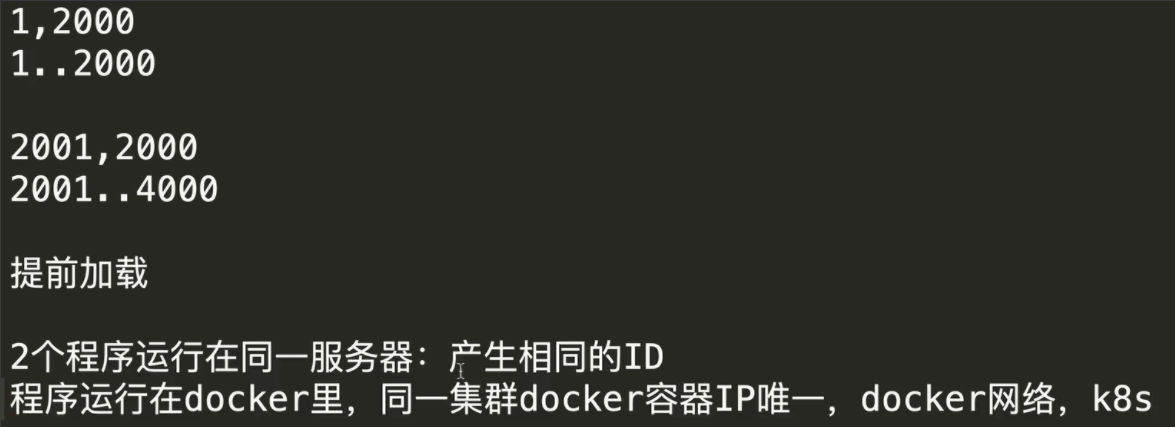 1,2000
1..2000
2001,2000
2001..4000
提前加载
2个程序运行在同一服务器：产生相同的ID
程序运行在docker里，同一集群docker容器IP唯一，docker网络，k8s